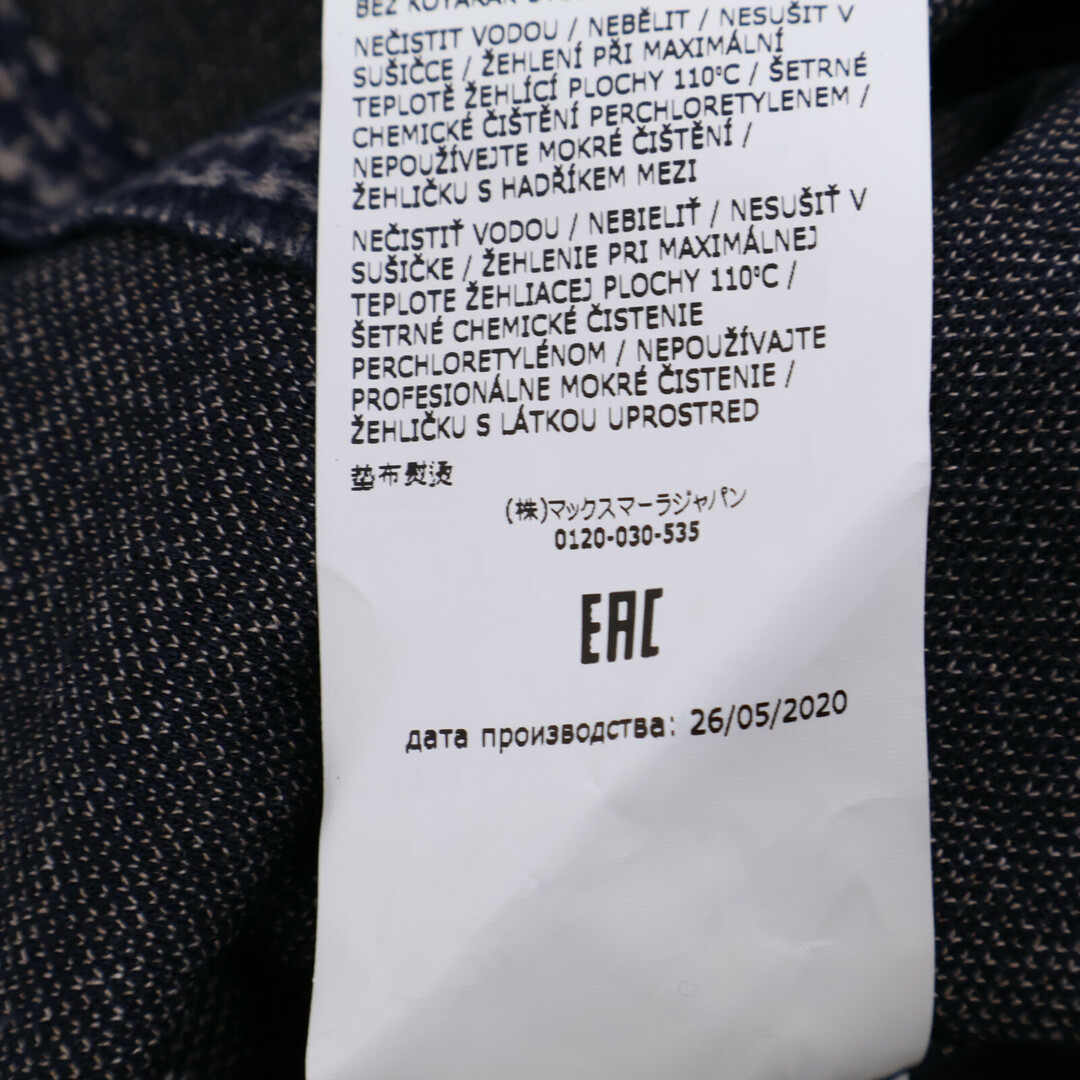 NEČISTIT VODOU / NEBĚLIT / NESUŠIT V
SUŠIČCE / ŽEHLENÍ PŘI MAXIMÁLNÍ
TEPLOTĚ ŽEHLÍCÍ PLOCHY 110°C / ŠETRNÉ
CHEMICKÉ ČIŠTĚNÍ PERCHLORETYLENEM /
NEPOUŽÍVEJTE MOKRÉ ČIŠTĚNÍ /
ŽEHLIČKU S HADŘÍKEM MEZI
NEČISTIŤ VODOU / NEBIELIŤ / NESUŠIŤ V
SUŠIČKE / ŽEHLENIE PRI MAXIMÁLNEJ
TEPLOTE ŽEHLIACEJ PLOCHY 110°C /
ŠETRNÉ CHEMICKÉ ČISTENIE
PERCHLORETYLÉNOM / NEPOUŽÍVAJTE
PROFESIONÁLNE MOKRÉ ČISTENIE /
ŽEHLIČKU S LÁTKOU UPROSTRED
垫布熨烫
(株)マックスマーラジャパン
0120-030-535
EAC
дата производства: 26/05/2020